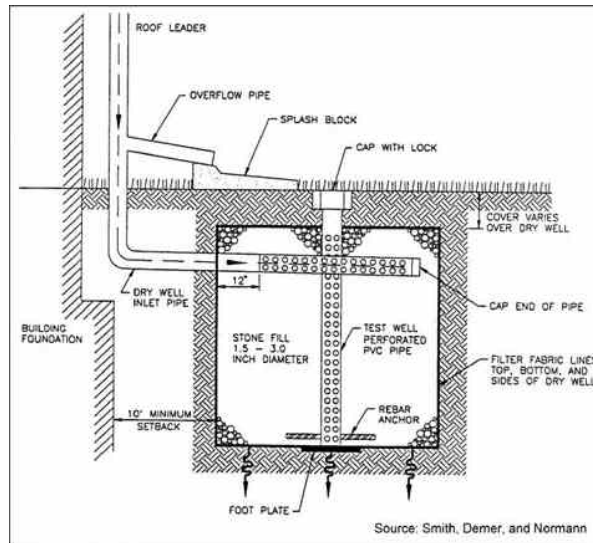 ROOF LEADER
OVERFLOW PIPE
SPLASH BLOCK
CAP WITH LOCK
COVER VARIES
OVER DRY WELL
12"
DRY WELL
INLET PIPE
CAP END OF PIPE
BUILDING
FOUNDATION
STONE FILL
1.5 – 3.0
INCH DIAMETER
TEST WELL
PERFORATED
PVC PIPE
FILTER FABRIC LINES
TOP, BOTTOM, AND
SIDES OF DRY WELL
10' MINIMUM
SETBACK
REBAR
ANCHOR
FOOT PLATE
Source: Smith, Demer, and Normann